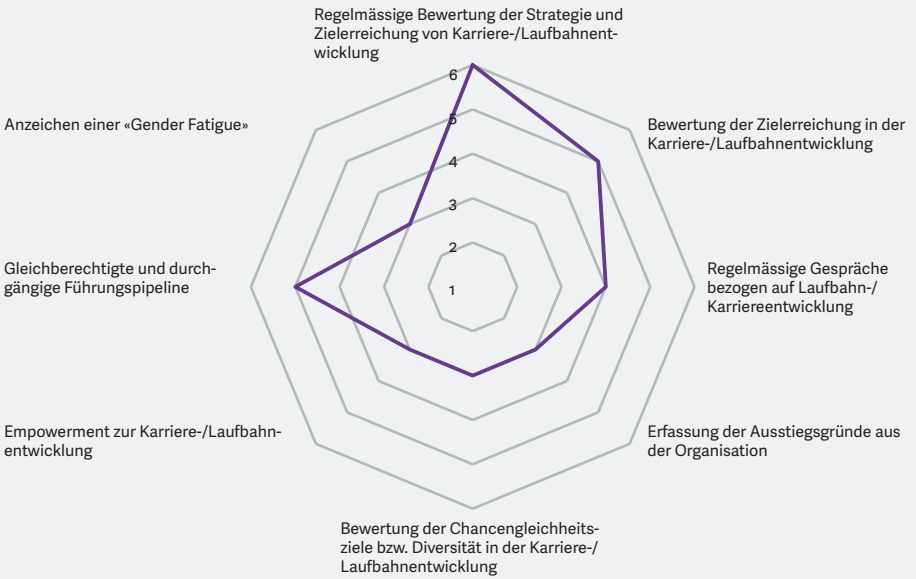 Regelmässige Bewertung der Strategie und
Zielerreichung von Karriere-/Laufbahnent-
wicklung
6
5
4
3
2
1
Anzeichen einer «Gender Fatigue»
Bewertung der Zielerreichung in der
Karriere-/Laufbahnentwicklung
Gleichberechtigte und durch-
gängige Führungspipeline
Regelmässige Gespräche
bezogen auf Laufbahn-/
Karriereentwicklung
Empowerment zur Karriere-/Laufbahn-
entwicklung
Erfassung der Ausstiegsgründe aus
der Organisation
Bewertung der Chancengleichheits-
ziele bzw. Diversität in der Karriere-/
Laufbahnentwicklung